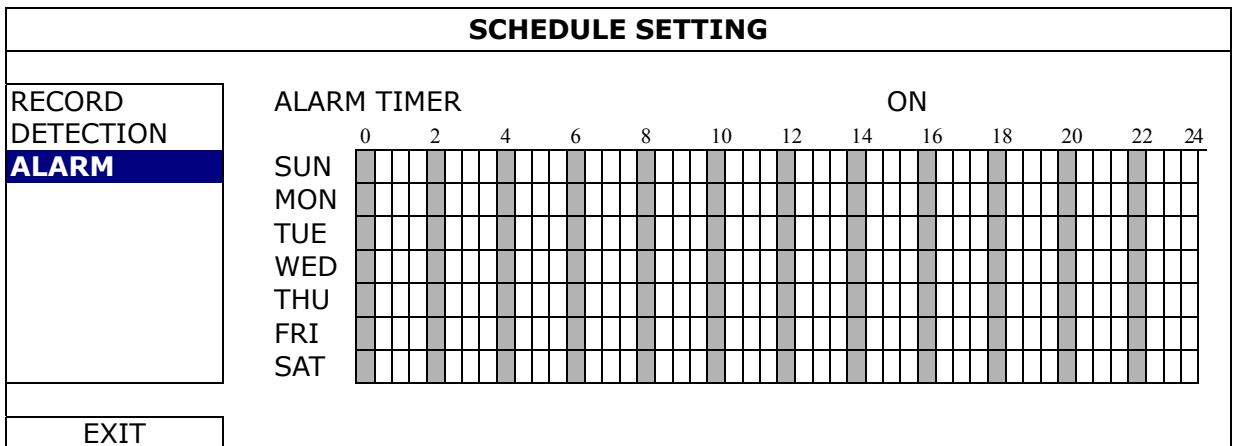 SCHEDULE SETTING
RECORD
DETECTION
ALARM
ALARM TIMER ON
0 2 4 6 8 10 12 14 16 18 20 22 24
SUN
MON
TUE
WED
THU
FRI
SAT
EXIT